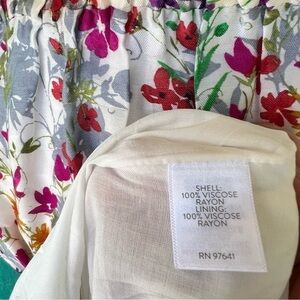 SHELL:
100% VISCOSE
RAYON
LINING:
100% VISCOSE
RAYON
RN 97641